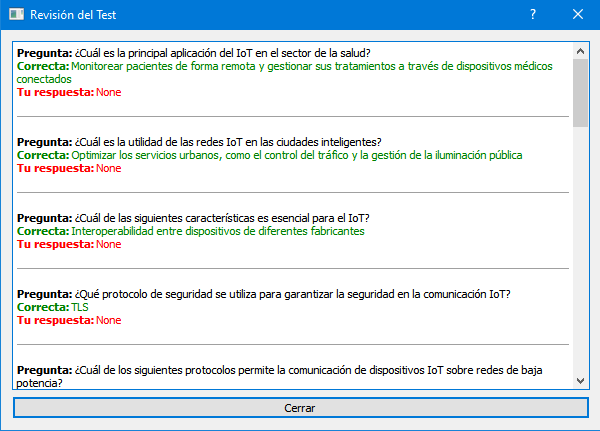 Revisión del Test
Pregunta: ¿Cuál es la principal aplicación del IoT en el sector de la salud?
Correcta: Monitorear pacientes de forma remota y gestionar sus tratamientos a través de dispositivos médicos
conectados
Tu respuesta: None
Pregunta: ¿Cuál es la utilidad de las redes IoT en las ciudades inteligentes?
Correcta: Optimizar los servicios urbanos, como el control del tráfico y la gestión de la iluminación pública
Tu respuesta: None
Pregunta: ¿Cuál de las siguientes características es esencial para el IoT?
Correcta: Interoperabilidad entre dispositivos de diferentes fabricantes
Tu respuesta: None
Pregunta: ¿Qué protocolo de seguridad se utiliza para garantizar la seguridad en la comunicación IoT?
Correcta: TLS
Tu respuesta: None
Pregunta: ¿Cuál de los siguientes protocolos permite la comunicación de dispositivos IoT sobre redes de baja
potencia?
Cerrar